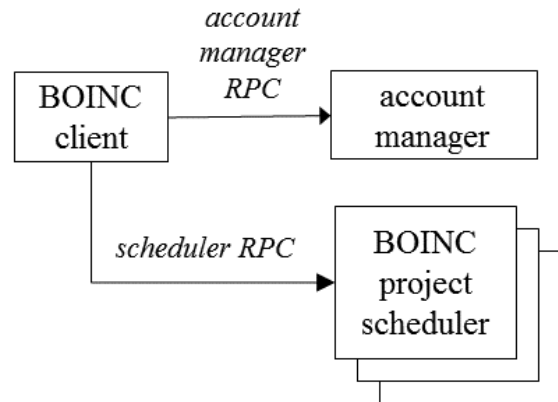 account
manager
RPC
BOINC
client
account
manager
scheduler RPC
BOINC
project
scheduler